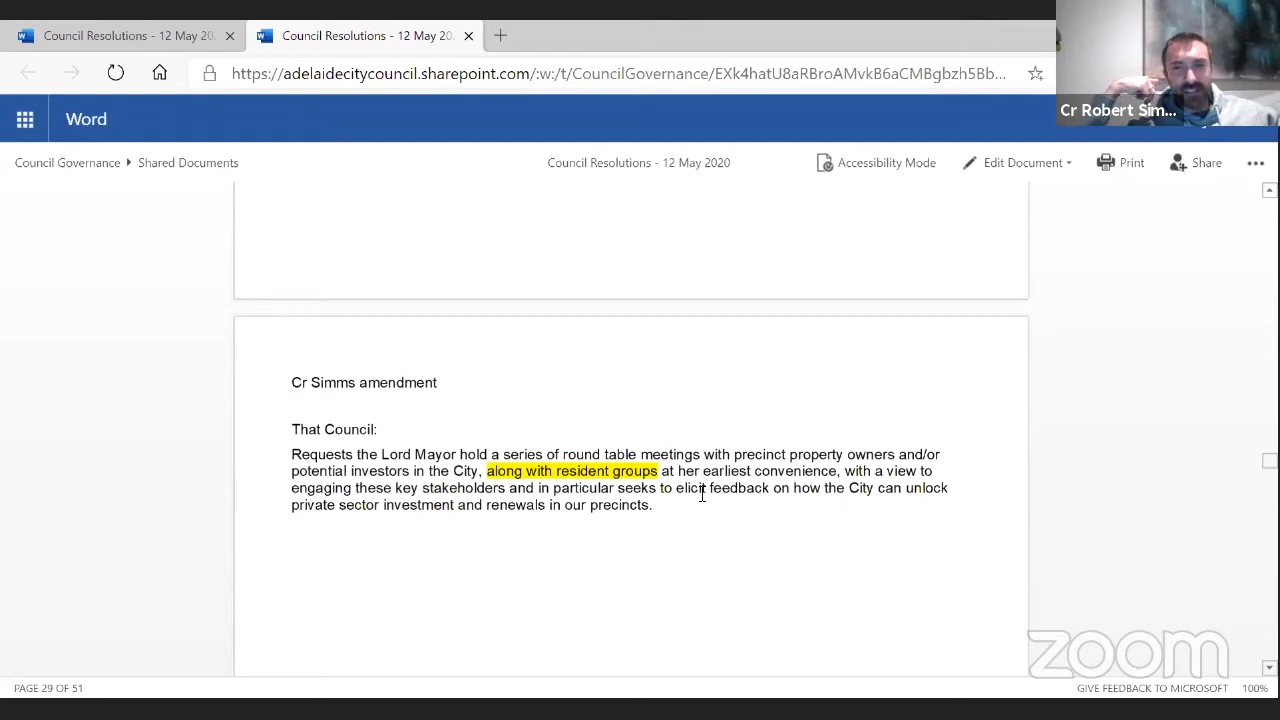 Council Resolutions - 12 May 20
Council Resolutions - 12 May 20
https://adelaidecitycouncil.sharepoint.com/:w:/t/CouncilGovernance/EXk4hatU8aRBroAMvkB6aCMBgbzh5Bb...
Cr Robert Sim...
Word
Council Governance Shared Documents
Council Resolutions - 12 May 2020
Accessibility Mode
Edit Document
Print
Share
Cr Simms amendment
That Council:
Requests the Lord Mayor hold a series of round table meetings with precinct property owners and/or
potential investors in the City, along with resident groups at her earliest convenience, with a view to
engaging these key stakeholders and in particular seeks to elicit feedback on how the City can unlock
private sector investment and renewals in our precincts.
zoom
PAGE 29 OF 51
GIVE FEEDBACK TO MICROSOFT
100%